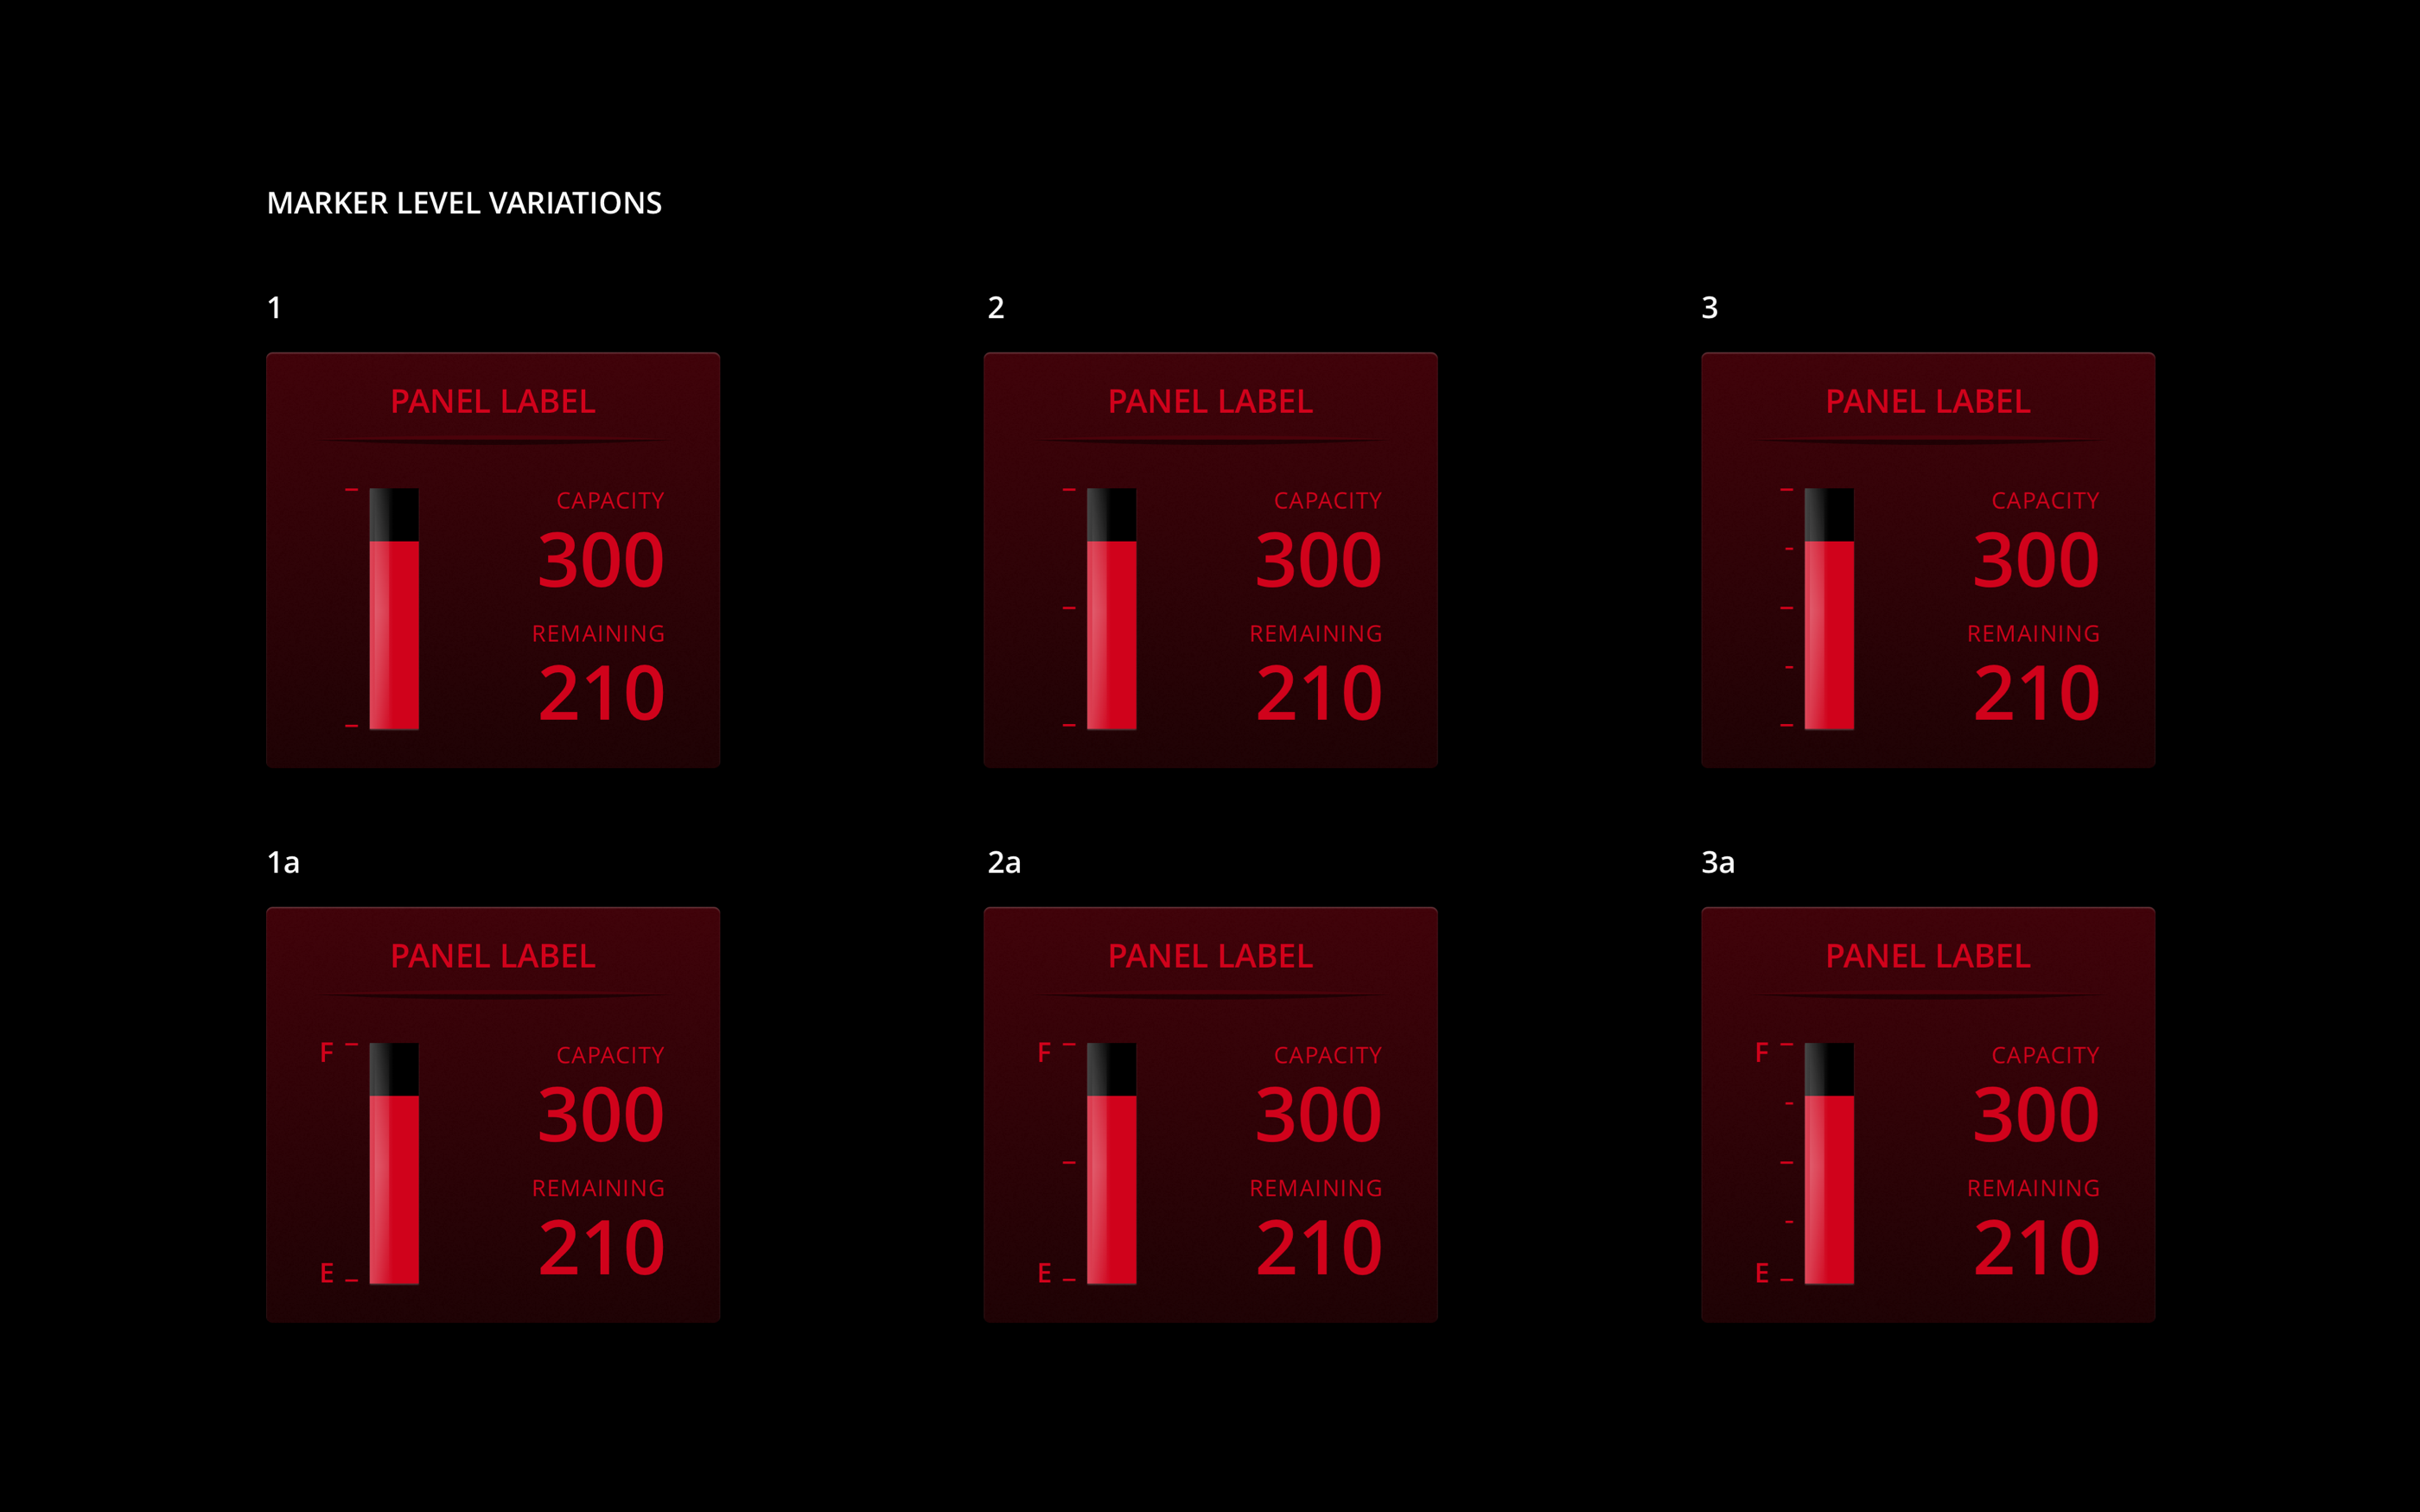 MARKER LEVEL VARIATIONS
1
2
3
PANEL LABEL
CAPACITY
300
REMAINING
210
PANEL LABEL
CAPACITY
300
REMAINING
210
PANEL LABEL
CAPACITY
300
REMAINING
210
1a
2a
3a
PANEL LABEL
F
CAPACITY
300
REMAINING
210
E
PANEL LABEL
F
CAPACITY
300
REMAINING
210
E
PANEL LABEL
F
CAPACITY
300
REMAINING
210
E